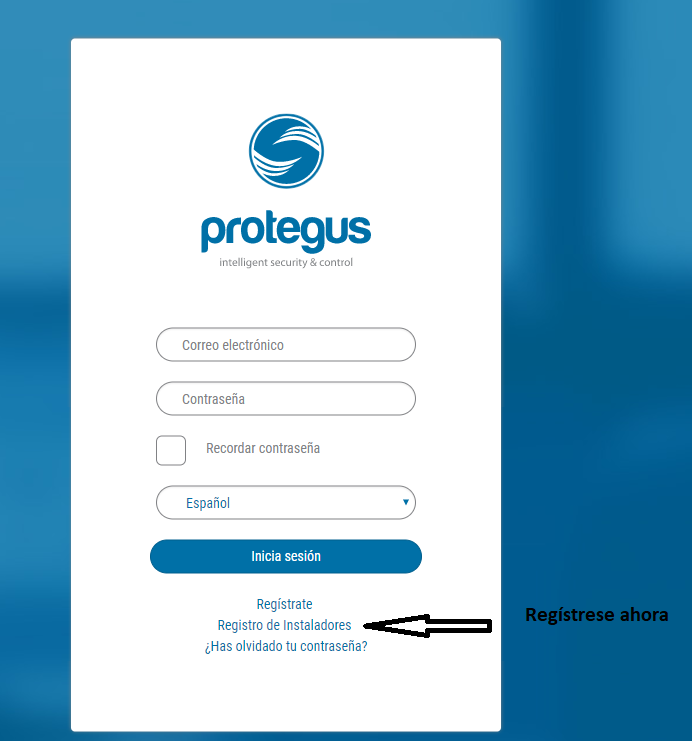 protegus
intelligent security & control
Correo electrónico
Contraseña
Recordar contraseña
Español
Inicia sesión
Regístrate
Registro de Instaladores
Regístrese ahora
¿Has olvidado tu contraseña?